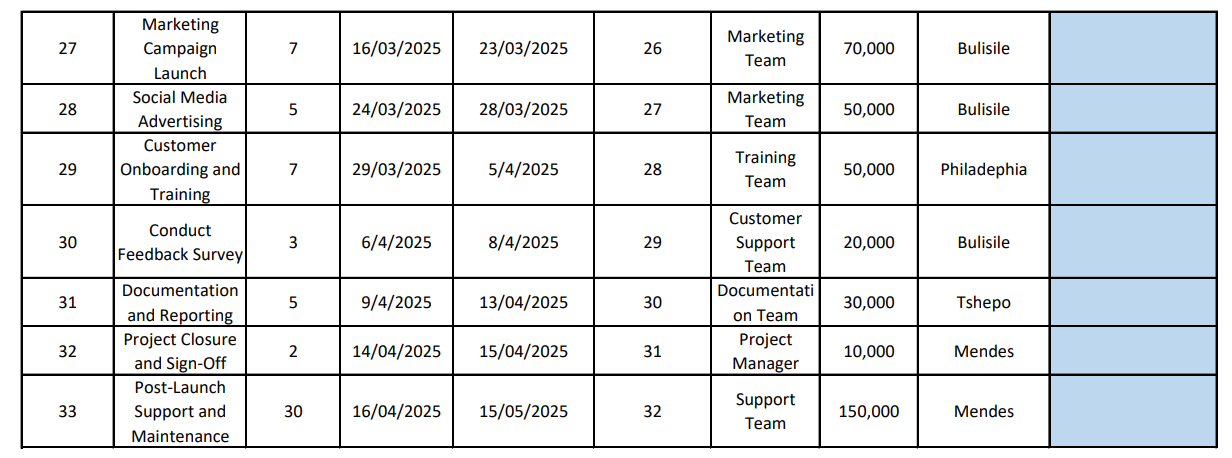 Marketing
27 Campaign 7 16/03/2025 23/03/2025 26 Marketing Team 70,000 Bulisile
Launch
28 Social Media 5 24/03/2025 28/03/2025 27 Marketing Team 50,000 Bulisile
Advertising
Customer
29 Onboarding and 7 29/03/2025 5/4/2025 28 Training Team 50,000 Philadephia
Training
30 Conduct 3 6/4/2025 8/4/2025 29 Customer Support Team 20,000 Bulisile
Feedback Survey
31 Documentation 5 9/4/2025 13/04/2025 30 Documentati on Team 30,000 Tshepo
and Reporting
32 Project Closure 2 14/04/2025 15/04/2025 31 Project Manager 10,000 Mendes
and Sign-Off
Post-Launch
33 Support and 30 16/04/2025 15/05/2025 32 Support Team 150,000 Mendes
Maintenance